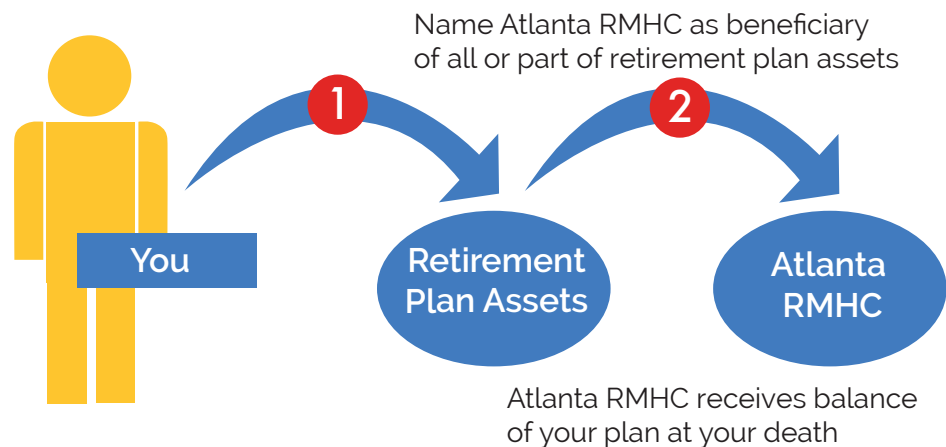 Name Atlanta RMHC as beneficiary
of all or part of retirement plan assets
1
2
You
Retirement
Plan Assets
Atlanta
RMHC
Atlanta RMHC receives balance
of your plan at your death